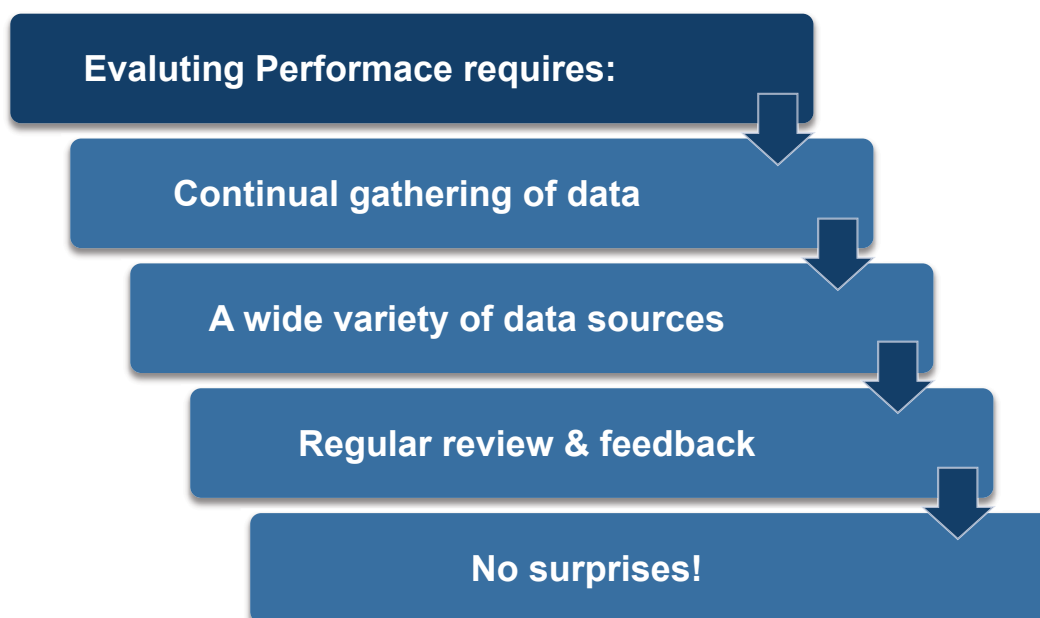 Evaluting Performace requires:
Continual gathering of data
A wide variety of data sources
Regular review & feedback
No surprises!